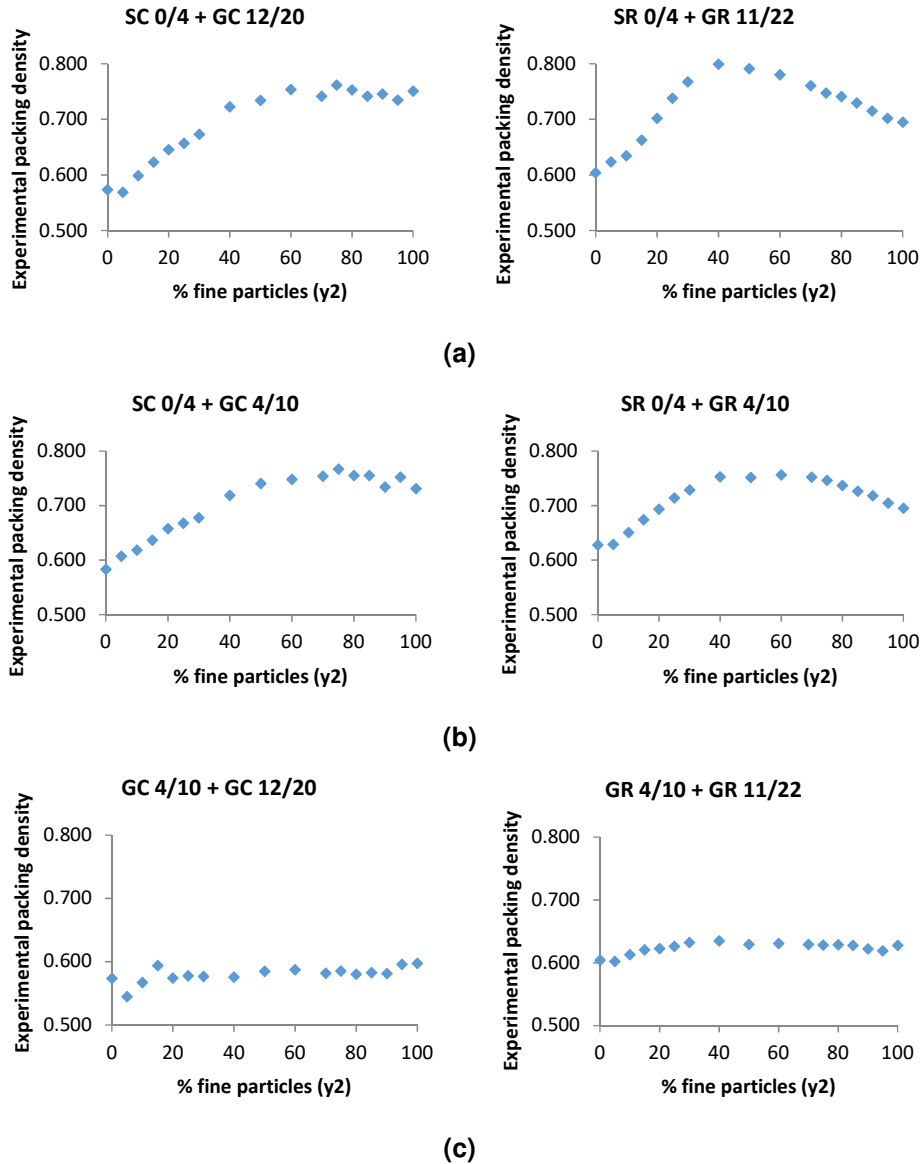 SC 0/4 + GC 12/20
Experimental packing density
0.800
0.700
0.600
0.500
0 20 40 60 80 100
% fine particles (y2)
SR 0/4 + GR 11/22
Experimental packing density
0.800
0.700
0.600
0.500
0 20 40 60 80 100
% fine particles (y2)
(a)
SC 0/4 + GC 4/10
Experimental packing density
0.800
0.700
0.600
0.500
0 20 40 60 80 100
% fine particles (y2)
SR 0/4 + GR 4/10
Experimental packing density
0.800
0.700
0.600
0.500
0 20 40 60 80 100
% fine particles (y2)
(b)
GC 4/10 + GC 12/20
Experimental packing density
0.800
0.700
0.600
0.500
0 20 40 60 80 100
% fine particles (y2)
GR 4/10 + GR 11/22
Experimental packing density
0.800
0.700
0.600
0.500
0 20 40 60 80 100
% fine particles (y2)
(c)